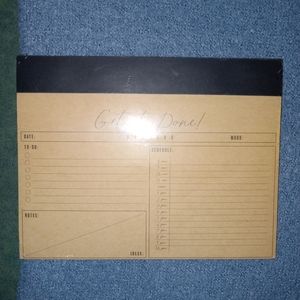 Get it Done!
DATE: MOOD:
TO-DO: SCHEDULE:
NOTES:
IDEAS: